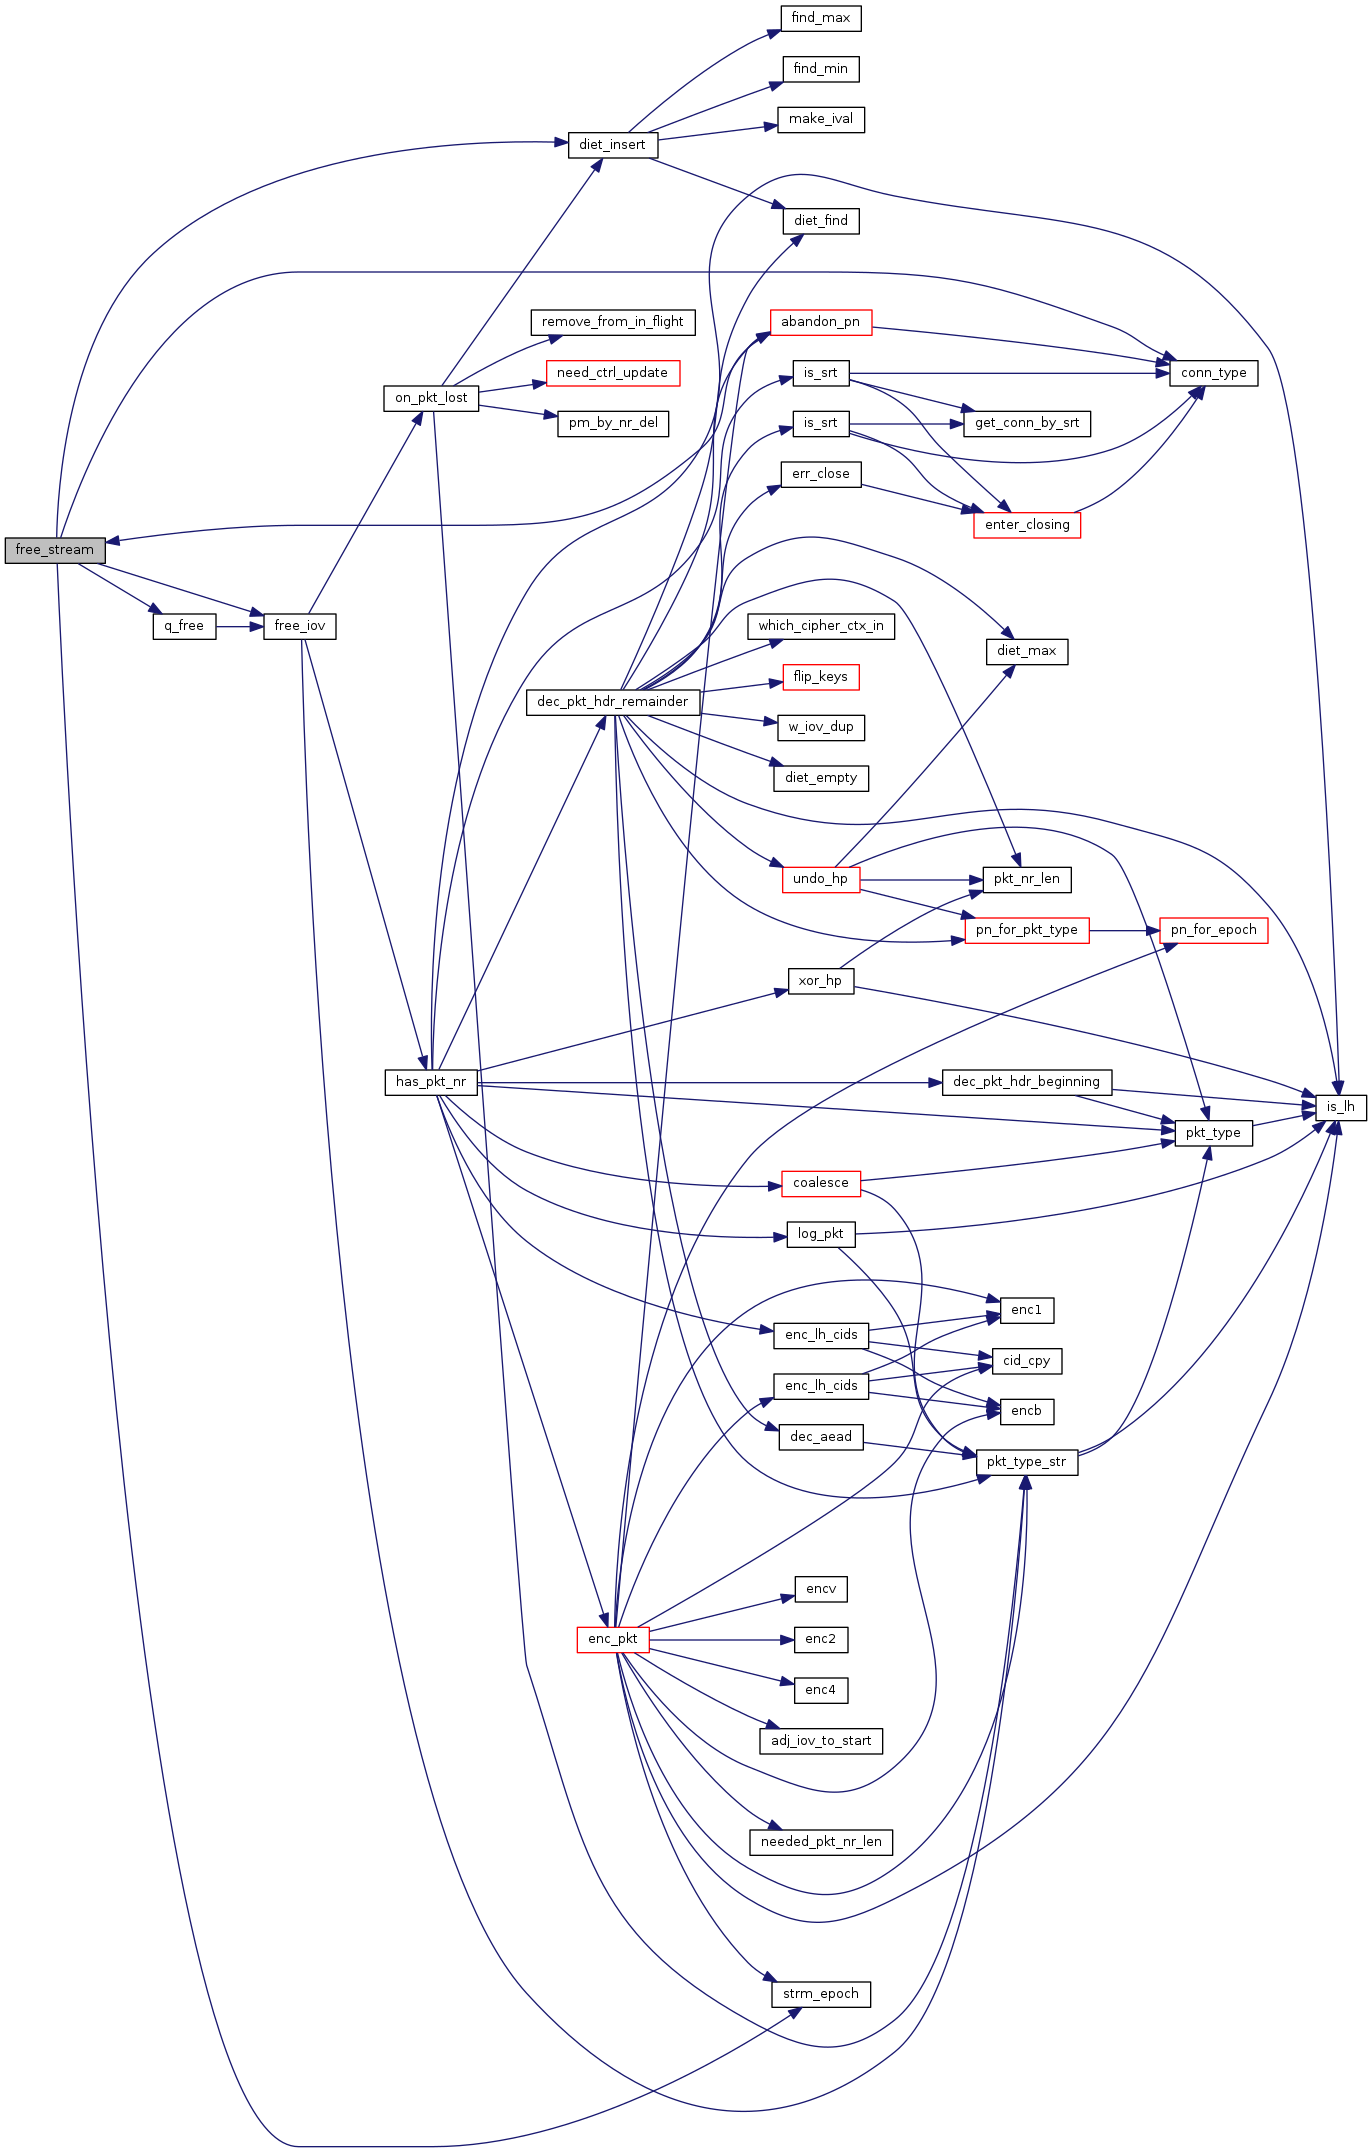 find_max
find_min
make_ival
diet_insert
diet_find
remove_from_in_flight
abandon_pn
need_ctrl_update
is_srt
conn_type
on_pkt_lost
pm_by_nr_del
is_srt
get_conn_by_srt
err_close
enter_closing
free_stream
q_free
free_iov
which_cipher_ctx_in
diet_max
flip_keys
dec_pkt_hdr_remainder
w_iov_dup
diet_empty
undo_hp
pkt_nr_len
pn_for_pkt_type
pn_for_epoch
xor_hp
has_pkt_nr
dec_pkt_hdr_beginning
is_lh
pkt_type
coalesce
log_pkt
enc1
enc_lh_cids
cid_cpy
enc_lh_cids
encb
dec_aead
pkt_type_str
encv
enc_pkt
enc2
enc4
adj_iov_to_start
needed_pkt_nr_len
strm_epoch